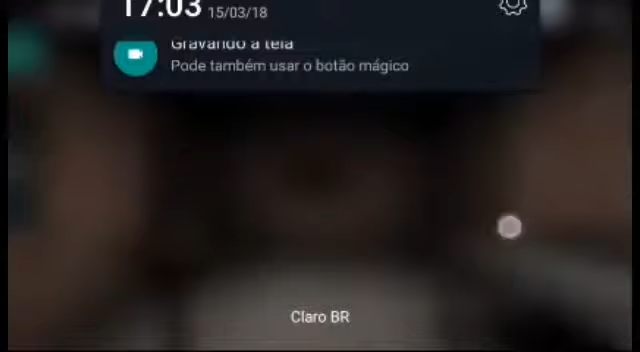 17:03 15/03/18
Gravando a tela
Pode também usar o botão mágico
Claro BR